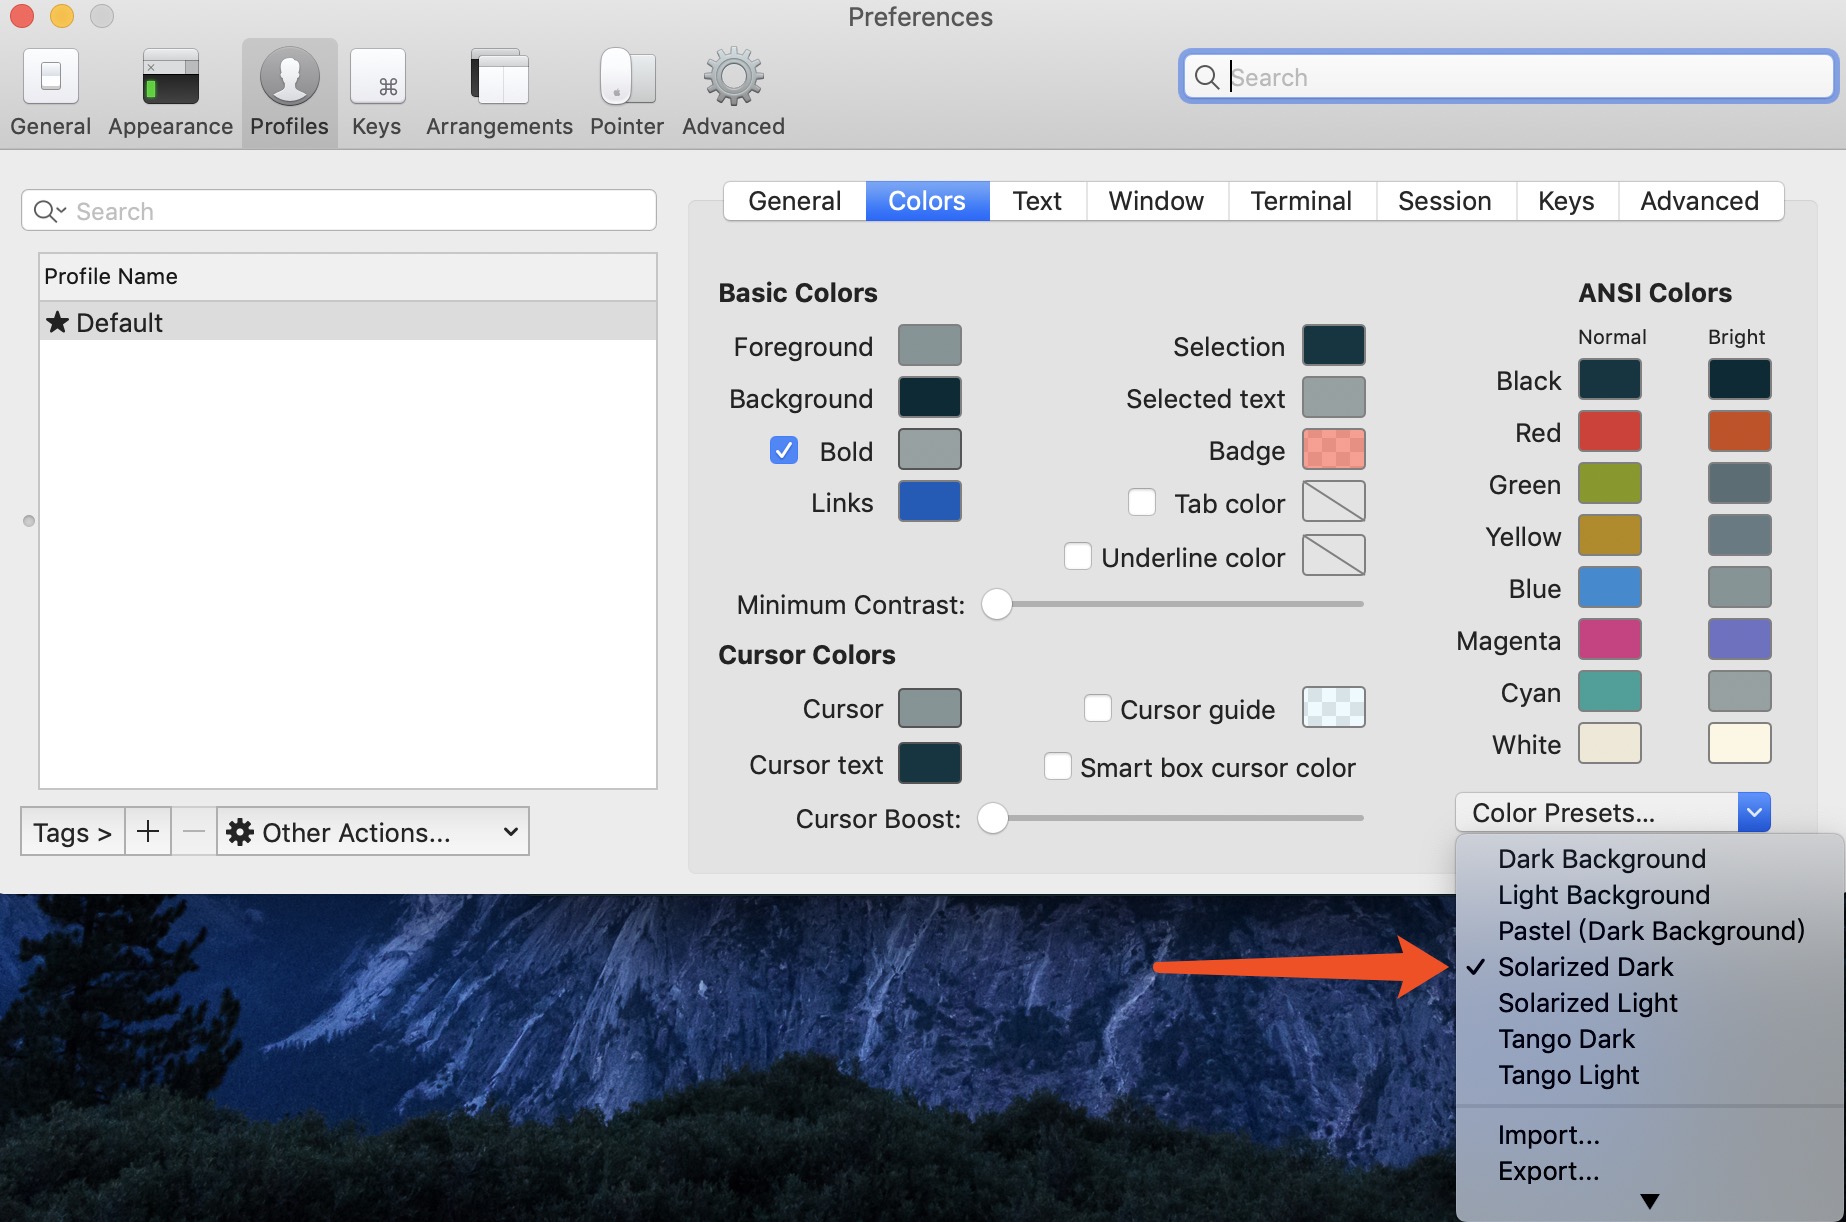 Preferences
General Appearance Profiles Keys Arrangements Pointer Advanced
Search
Search
Profile Name
★ Default
Tags > + — Other Actions...
General Colors Text Window Terminal Session Keys Advanced
Basic Colors
Foreground
Background
Bold
Links
Selection
Selected text
Badge
Tab color
Underline color
Minimum Contrast:
Cursor Colors
Cursor
Cursor text
Cursor guide
Smart box cursor color
Cursor Boost:
ANSI Colors
Normal Bright
Black
Red
Green
Yellow
Blue
Magenta
Cyan
White
Color Presets...
Dark Background
Light Background
Pastel (Dark Background)
✓ Solarized Dark
Solarized Light
Tango Dark
Tango Light
Import...
Export...